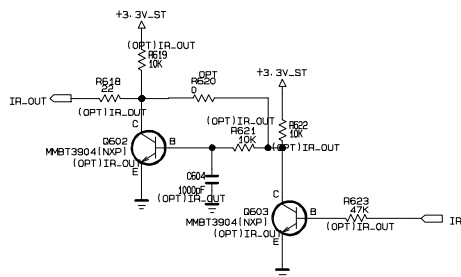 +3.3V_ST
(OPT)IR_OUT
R619
10K
OPT
R620
0
+3.3V_ST
R618
22
IR_OUT
(OPT)IR_OUT
(OPT)IR_OUT
R622
10K
R621
10K
(OPT)IR_OUT
C
Q602
B
MMBT3904(NXP)
(OPT)IR_OUT
E
C604
1000pF
(OPT)IR_OUT
C
Q603
B
MMBT3904(NXP)
(OPT)IR_OUT
E
R623
47K
(OPT)IR_OUT
IR